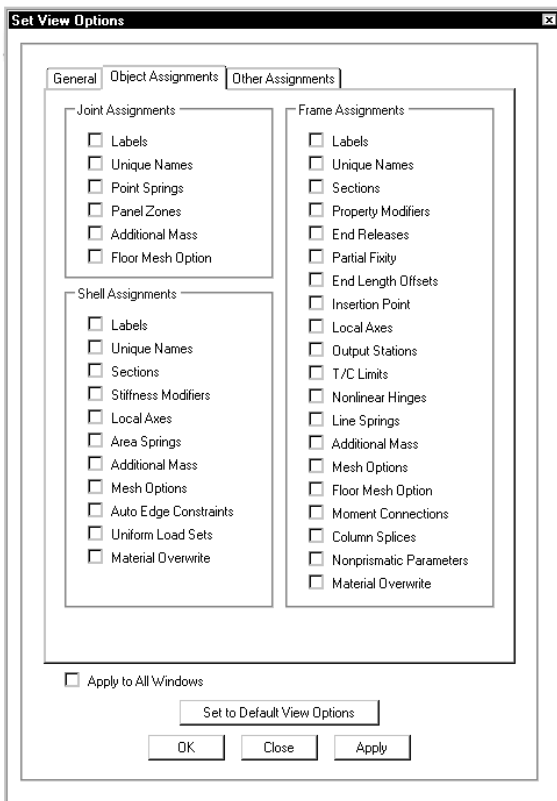 Set View Options
General
Object Assignments
Other Assignments
Joint Assignments
Labels
Unique Names
Point Springs
Panel Zones
Additional Mass
Floor Mesh Option
Shell Assignments
Labels
Unique Names
Sections
Stiffness Modifiers
Local Axes
Area Springs
Additional Mass
Mesh Options
Auto Edge Constraints
Uniform Load Sets
Material Overwrite
Frame Assignments
Labels
Unique Names
Sections
Property Modifiers
End Releases
Partial Fixity
End Length Offsets
Insertion Point
Local Axes
Output Stations
T/C Limits
Nonlinear Hinges
Line Springs
Additional Mass
Mesh Options
Floor Mesh Option
Moment Connections
Column Splices
Nonprismatic Parameters
Material Overwrite
Apply to All Windows
Set to Default View Options
OK
Close
Apply